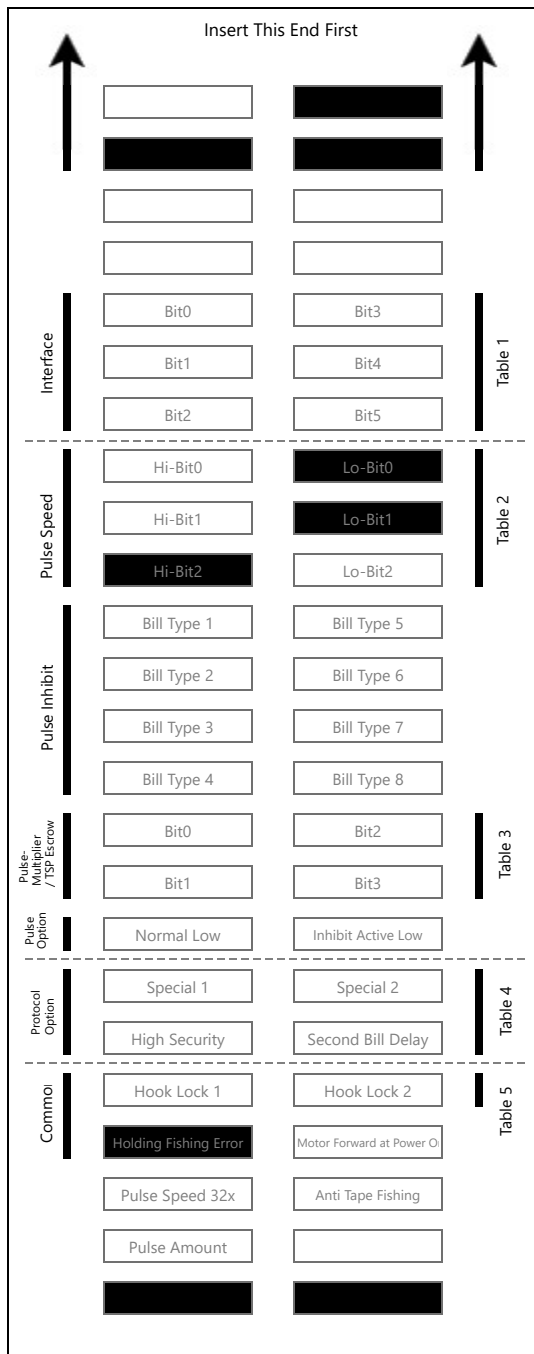 Insert This End First
Interface
Bit0 Bit3
Bit1 Bit4
Bit2 Bit5
Table 1
Pulse Speed
Hi-Bit0 Lo-Bit0
Hi-Bit1 Lo-Bit1
Hi-Bit2 Lo-Bit2
Table 2
Pulse Inhibit
Bill Type 1 Bill Type 5
Bill Type 2 Bill Type 6
Bill Type 3 Bill Type 7
Bill Type 4 Bill Type 8
Pulse-
Multiplier
/ TSP Escrow
Bit0 Bit2
Bit1 Bit3
Table 3
Pulse
Option
Normal Low Inhibit Active Low
Protocol
Option
Special 1 Special 2
High Security Second Bill Delay
Table 4
Common
Hook Lock 1 Hook Lock 2
Table 5
Holding Fishing Error Motor Forward at Power O
Pulse Speed 32x Anti Tape Fishing
Pulse Amount